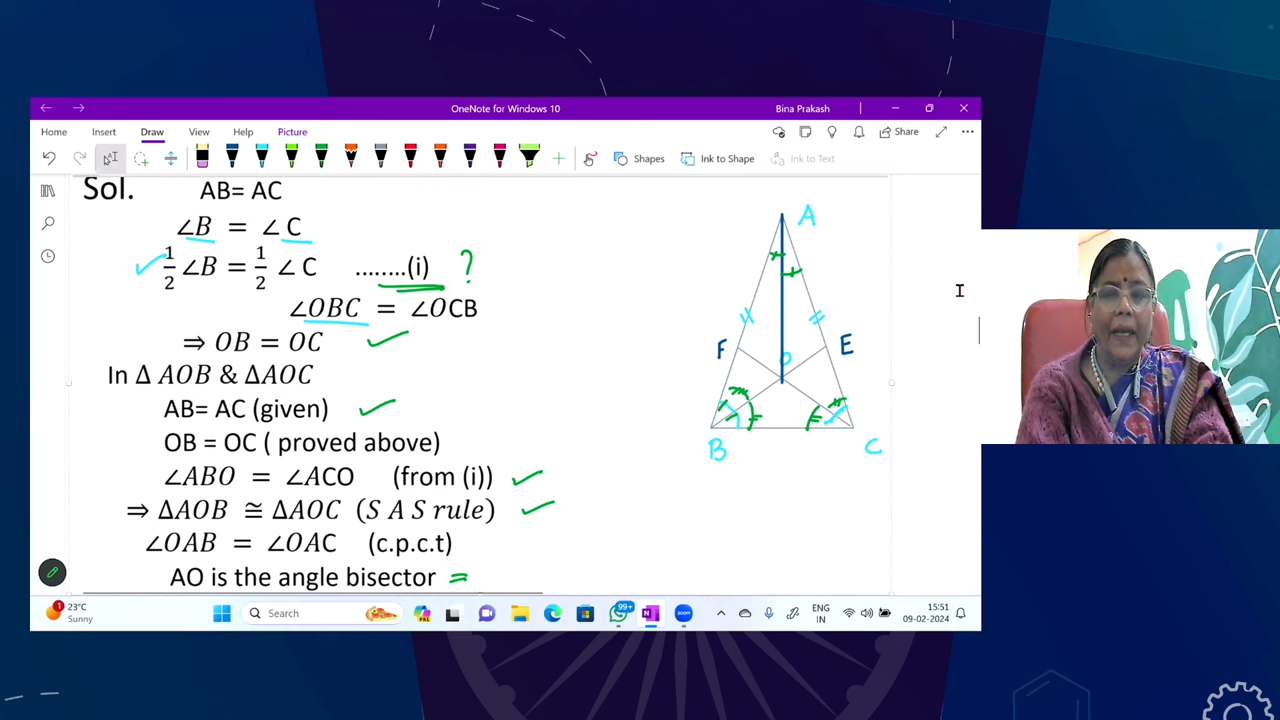 OneNote for Windows 10
Bina Prakash
Home Insert Draw View Help Picture
Share
Shapes
Ink to Shape
Ink to Text
Sol. AB= AC
∠B = ∠ C
1/2 ∠B = 1/2 ∠ C ........(i) ?
∠OBC = ∠OCB
⇒ OB = OC
In Δ AOB & ΔAOC
AB= AC (given)
OB = OC ( proved above)
∠ABO = ∠ACO (from (i))
⇒ ΔAOB ≅ ΔAOC (S A S rule)
∠OAB = ∠OAC (c.p.c.t)
AO is the angle bisector =
A
F
E
O
B
C
23°C
Sunny
Search
PRE
99+
zoom
ENG
IN
15:51
09-02-2024